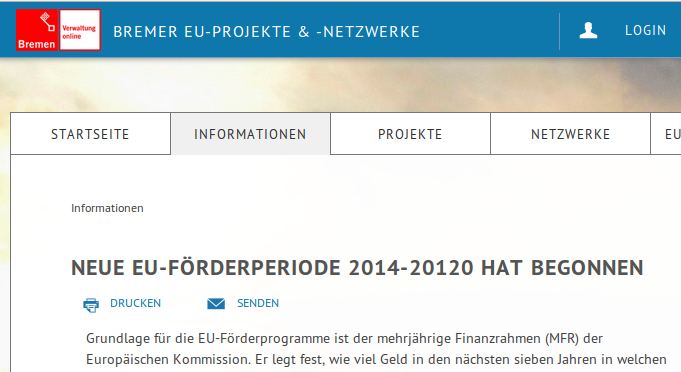 Bremen
Verwaltung
online
BREMER EU-PROJEKTE & -NETZWERKE
LOGIN
STARTSEITE
INFORMATIONEN
PROJEKTE
NETZWERKE
EU
Informationen
NEUE EU-FÖRDERPERIODE 2014-20120 HAT BEGONNEN
DRUCKEN
SENDEN
Grundlage für die EU-Förderprogramme ist der mehrjährige Finanzrahmen (MFR) der
Europäischen Kommission. Er legt fest, wie viel Geld in den nächsten sieben Jahren in welchen